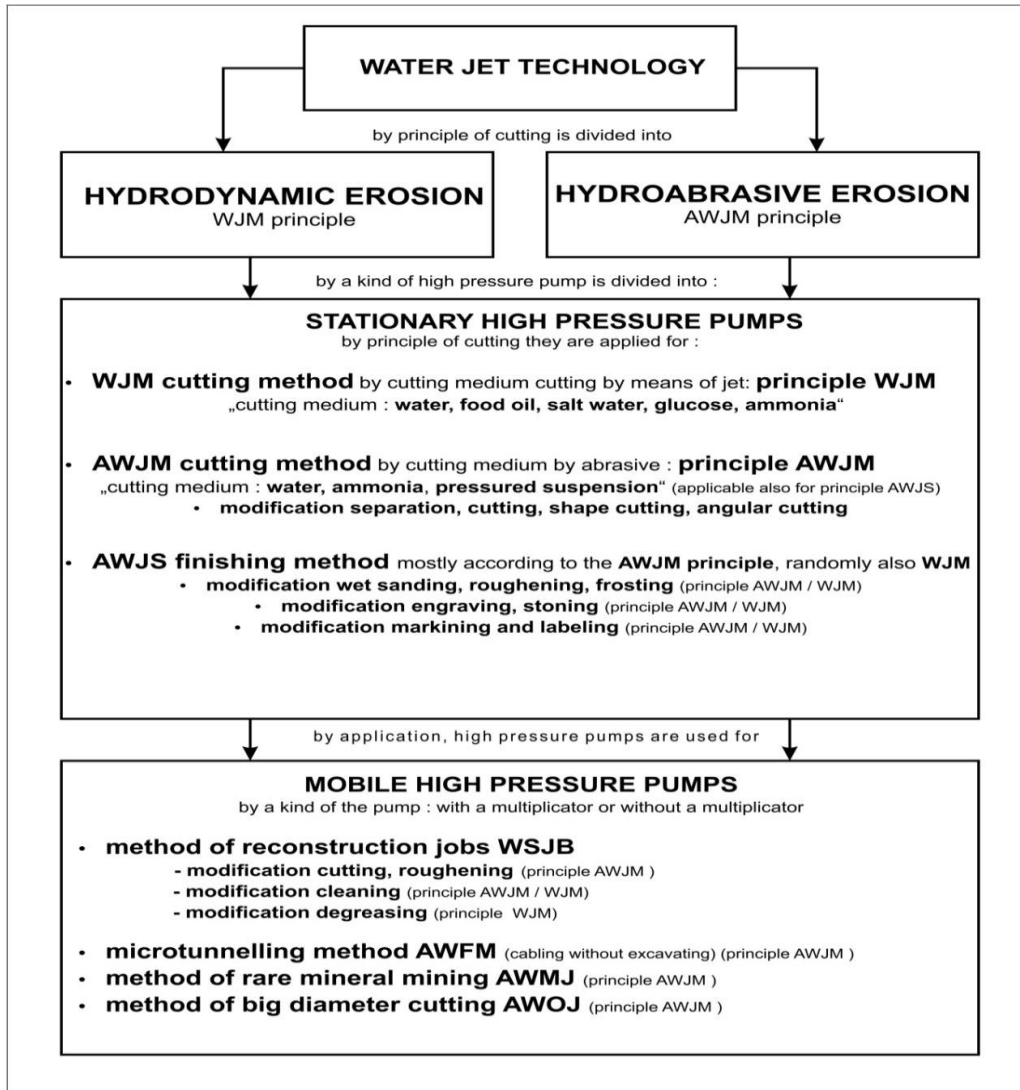 WATER JET TECHNOLOGY
by principle of cutting is divided into
HYDRODYNAMIC EROSION
WJM principle
HYDROABRASIVE EROSION
AWJM principle
by a kind of high pressure pump is divided into :
STATIONARY HIGH PRESSURE PUMPS
by principle of cutting they are applied for :
• WJM cutting method by cutting medium cutting by means of jet: principle WJM
„cutting medium : water, food oil, salt water, glucose, ammonia“
• AWJM cutting method by cutting medium by abrasive : principle AWJM
„cutting medium : water, ammonia, pressured suspension“ (applicable also for principle AWJS)
• modification separation, cutting, shape cutting, angular cutting
• AWJS finishing method mostly according to the AWJM principle, randomly also WJM
• modification wet sanding, roughening, frosting (principle AWJM / WJM)
• modification engraving, stoning (principle AWJM / WJM)
• modification markining and labeling (principle AWJM / WJM)
by application, high pressure pumps are used for
MOBILE HIGH PRESSURE PUMPS
by a kind of the pump : with a multiplicator or without a multiplicator
• method of reconstruction jobs WSJB
- modification cutting, roughening (principle AWJM )
- modification cleaning (principle AWJM / WJM)
- modification degreasing (principle WJM)
• microtunnelling method AWFM (cabling without excavating) (principle AWJM )
• method of rare mineral mining AWMJ (principle AWJM )
• method of big diameter cutting AWOJ (principle AWJM )